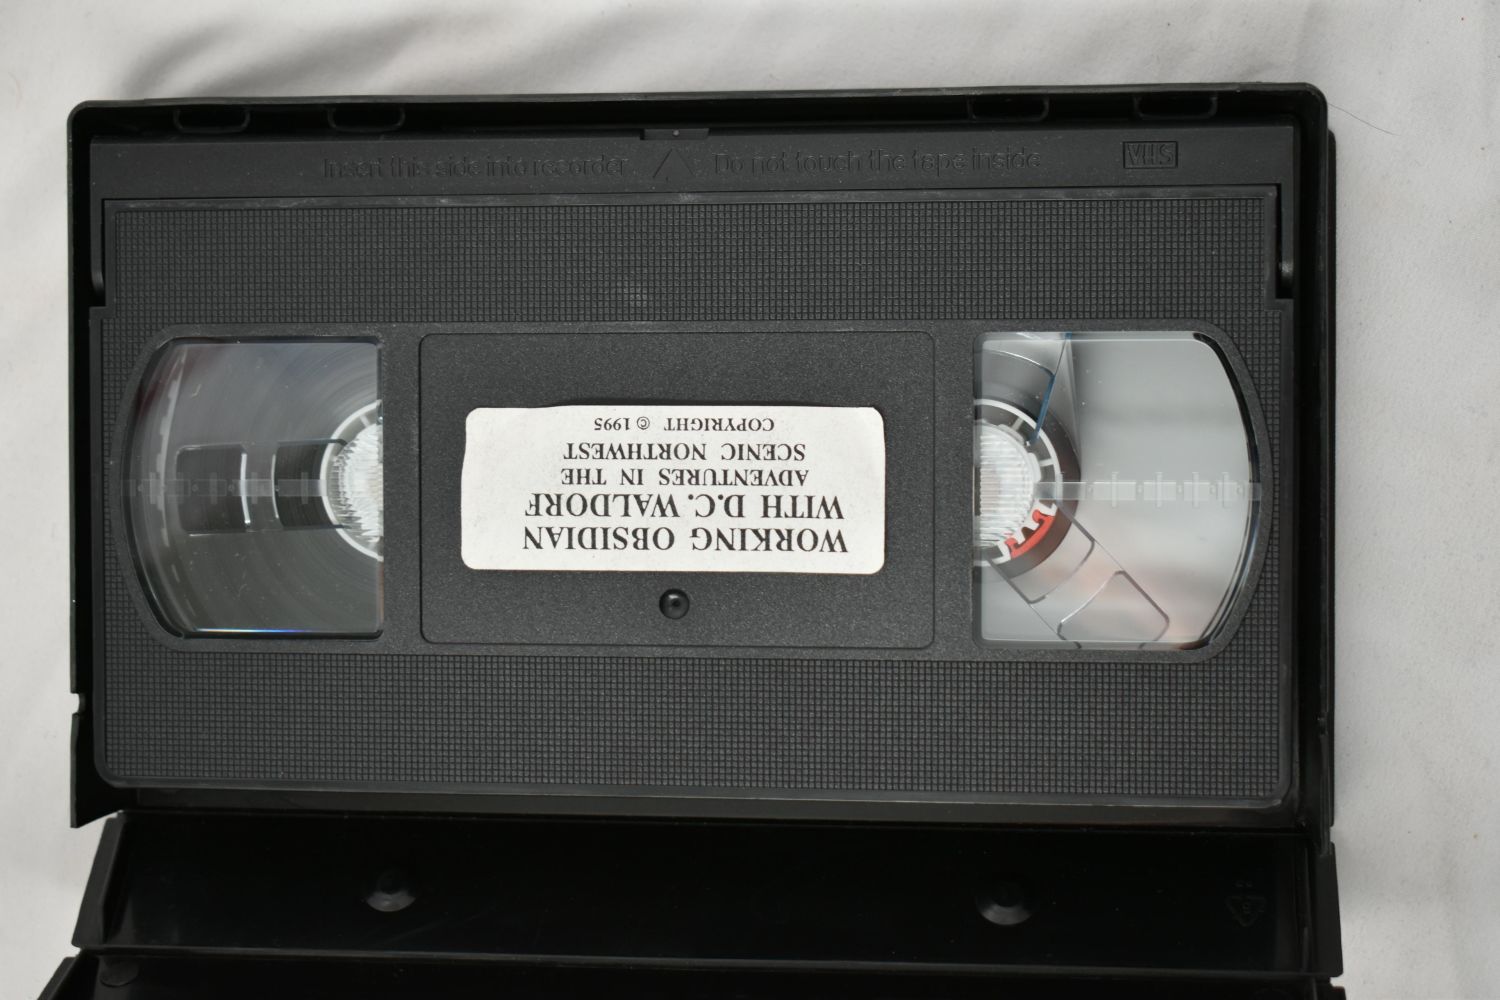 Insert this side into recorder
Do not touch the tape inside
VHS
WORKING OBSIDIAN
WITH D.C. WALDORF
ADVENTURES IN THE
SCENIC NORTHWEST
COPYRIGHT © 1995